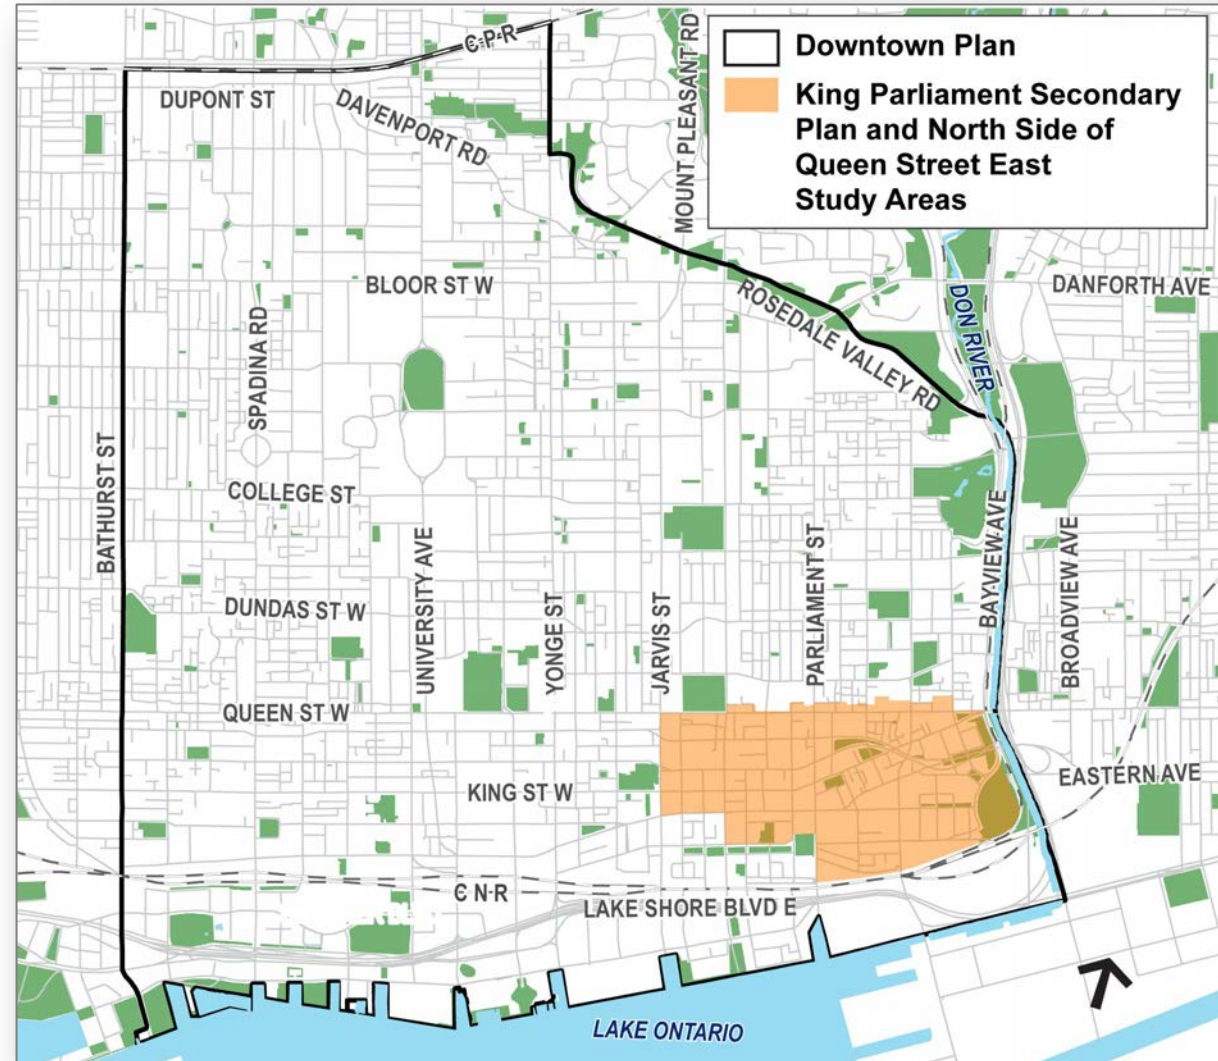 Downtown Plan
King Parliament Secondary
Plan and North Side of
Queen Street East
Study Areas
C P R
DUPONT ST
DAVENPORT RD
MOUNT PLEASANT RD
BLOOR ST W
DANFORTH AVE
SPADINA RD
ROSEDALE VALLEY RD
DON RIVER
BATHURST ST
COLLEGE ST
UNIVERSITY AVE
DUNDAS ST W
YONGE ST
JARVIS ST
PARLIAMENT ST
BAYVIEW AVE
BROADVIEW AVE
QUEEN ST W
KING ST W
EASTERN AVE
C N R
LAKE SHORE BLVD E
LAKE ONTARIO